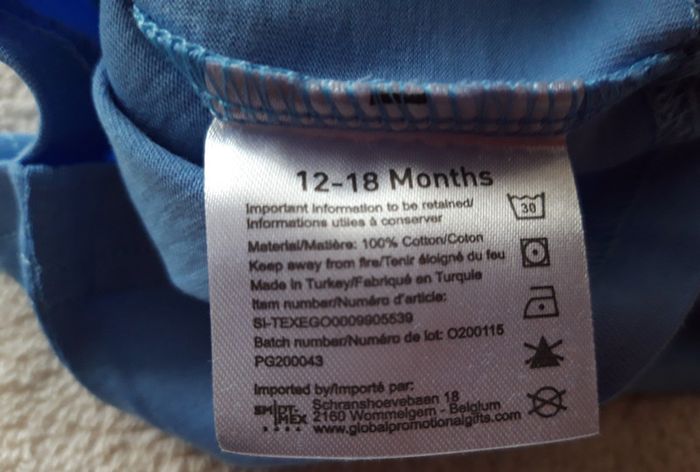 12-18 Months
Important information to be retained/
Informations utiles à conserver
30
Material/Matière: 100% Cotton/Coton
Keep away from fire/Tenir éloigné du feu
Made in Turkey/Fabriqué en Turquie
Item number/Numéro d'article:
SI-TEXEGO0009905539
Batch number/Numéro de lot: O200115
PG200043
Imported by/Importé par:
SMIDT-
IMEX
Schranshoevebaan 18
2160 Wommelgem - Belgium
www.globalpromotionalgifts.com